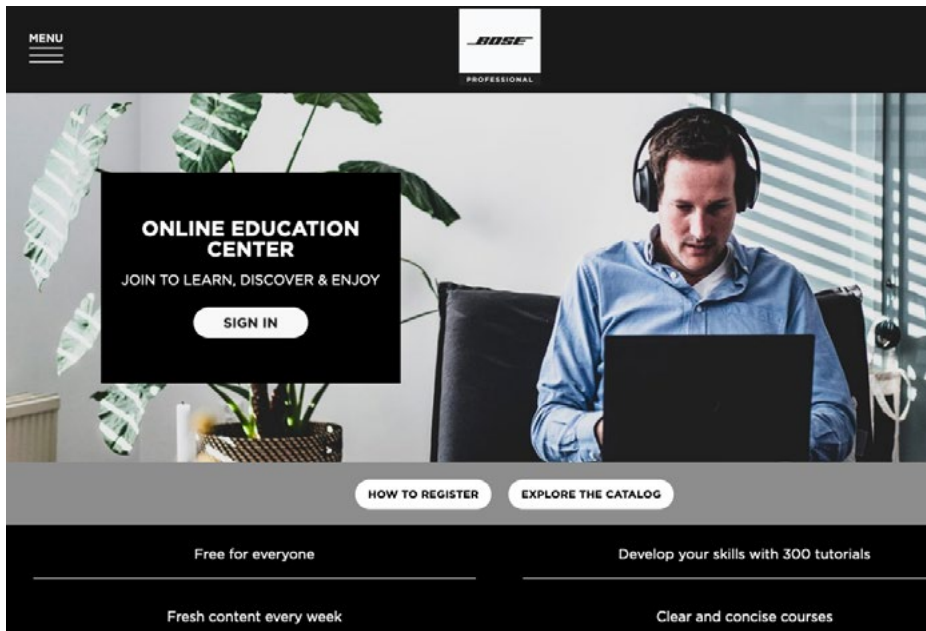 MENU
BOSE
PROFESSIONAL
ONLINE EDUCATION
CENTER
JOIN TO LEARN, DISCOVER & ENJOY
SIGN IN
HOW TO REGISTER
EXPLORE THE CATALOG
Free for everyone
Develop your skills with 300 tutorials
Fresh content every week
Clear and concise courses